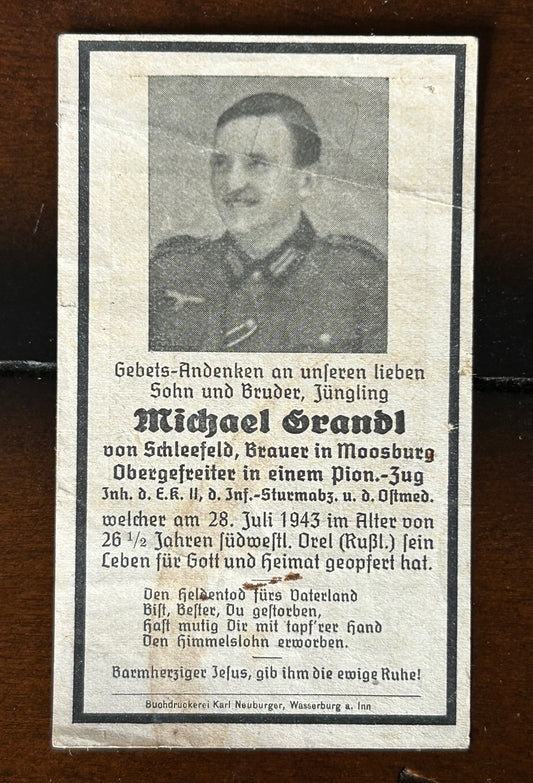 Gebets-Andenken an unseren lieben
Sohn und Bruder, Jüngling
Michael Grandl
von Schleefeld, Brauer in Moosburg
Obergefreiter in einem Pion.-Zug
Inh. d. E.K. II, d. Inf.-Sturmabz. u. d. Ostmed.
welcher am 28. Juli 1943 im Alter von
26 1/2 Jahren südwestl. Orel (Rußl.) sein
Leben für Gott und Heimat geopfert hat.
Den Heldentod fürs Vaterland
Bist, Bester, Du gestorben,
Hast mutig Dir mit tapf'rer Hand
Den Himmelslohn erworben.
Barmherziger Jesus, gib ihm die ewige Ruhe!
Buchdruckerei Karl Neuburger, Wasserburg a. Inn